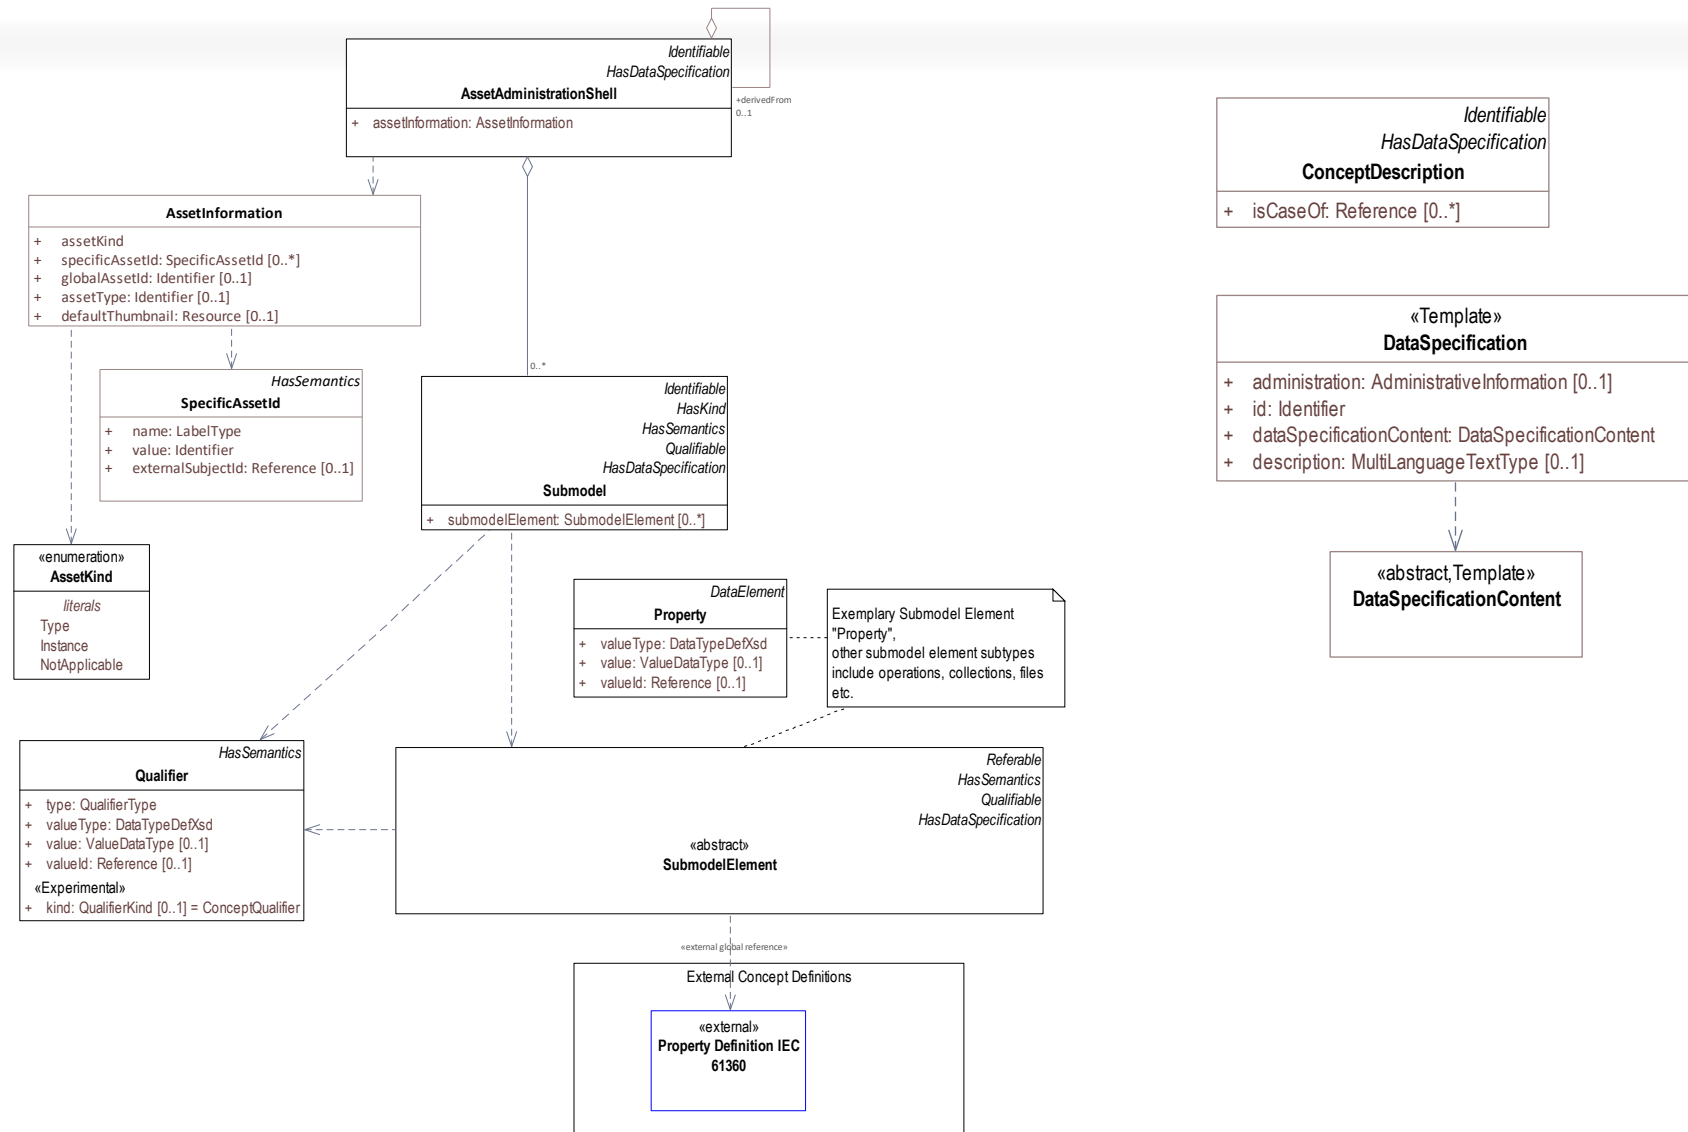 Identifiable
HasDataSpecification
AssetAdministrationShell
+ assetInformation: AssetInformation
+derivedFrom
0..1
AssetInformation
+ assetKind
+ specificAssetId: SpecificAssetId [0..*]
+ globalAssetId: Identifier [0..1]
+ assetType: Identifier [0..1]
+ defaultThumbnail: Resource [0..1]
HasSemantics
SpecificAssetId
+ name: LabelType
+ value: Identifier
+ externalSubjectId: Reference [0..1]
0..*
Identifiable
HasKind
HasSemantics
Qualifiable
HasDataSpecification
Submodel
+ submodelElement: SubmodelElement [0..*]
«enumeration»
AssetKind
literals
Type
Instance
NotApplicable
DataElement
Property
+ valueType: DataTypeDefXsd
+ value: ValueDataType [0..1]
+ valueId: Reference [0..1]
Exemplary Submodel Element
"Property",
other submodel element subtypes
include operations, collections, files
etc.
HasSemantics
Qualifier
+ type: QualifierType
+ valueType: DataTypeDefXsd
+ value: ValueDataType [0..1]
+ valueId: Reference [0..1]
«Experimental»
+ kind: QualifierKind [0..1] = ConceptQualifier
Referable
HasSemantics
Qualifiable
HasDataSpecification
«abstract»
SubmodelElement
«external global reference»
External Concept Definitions
«external»
Property Definition IEC
61360
Identifiable
HasDataSpecification
ConceptDescription
+ isCaseOf: Reference [0..*]
«Template»
DataSpecification
+ administration: AdministrativeInformation [0..1]
+ id: Identifier
+ dataSpecificationContent: DataSpecificationContent
+ description: MultiLanguageTextType [0..1]
«abstract,Template»
DataSpecificationContent